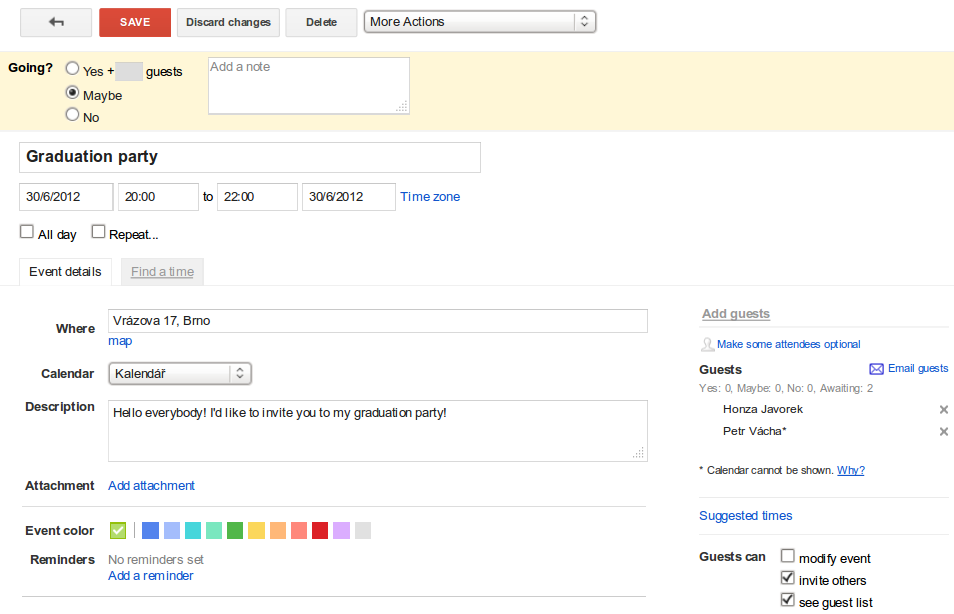 SAVE Discard changes Delete More Actions
Going? Yes + guests Add a note
Maybe
No
Graduation party
30/6/2012 20:00 to 22:00 30/6/2012 Time zone
All day Repeat...
Event details Find a time
Where Vrázova 17, Brno
map
Calendar Kalendář
Description Hello everybody! I'd like to invite you to my graduation party!
Attachment Add attachment
Event color
Reminders No reminders set
Add a reminder
Add guests
Make some attendees optional
Guests Email guests
Yes: 0, Maybe: 0, No: 0, Awaiting: 2
Honza Javorek
Petr Vácha*
* Calendar cannot be shown. Why?
Suggested times
Guests can modify event
invite others
see guest list